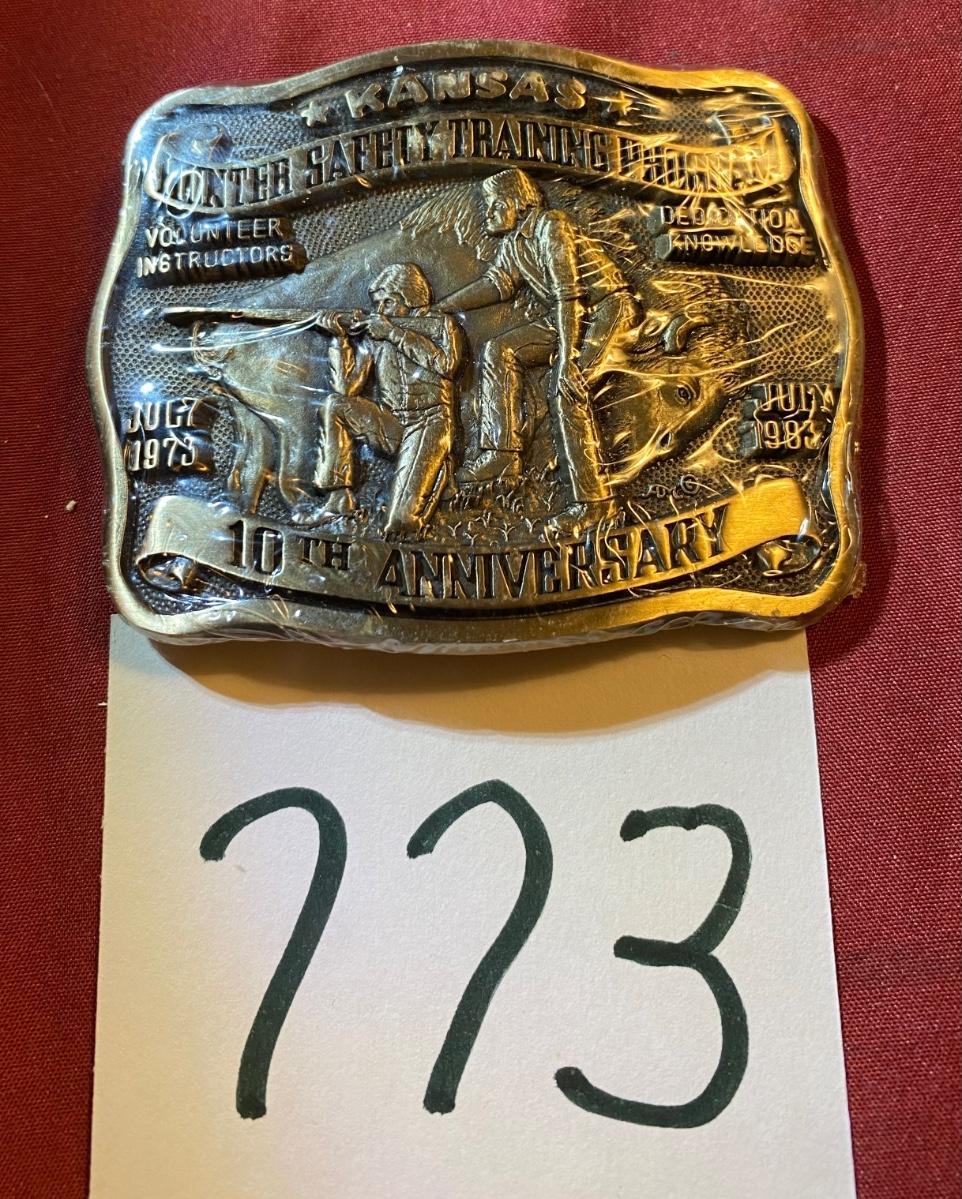 KANSAS
HUNTER SAFETY TRAINING PROGRAM
VOLUNTEER
INSTRUCTORS
DEDICATION
KNOWLEDGE
JULY
1973
JULY
1983
10TH ANNIVERSARY
773